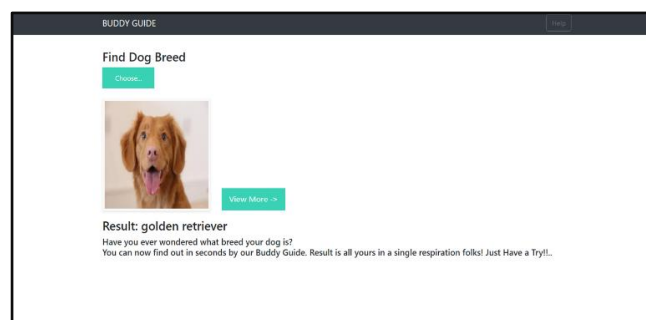 BUDDY GUIDE
Help
Find Dog Breed
Choose...
View More ->
Result: golden retriever
Have you ever wondered what breed your dog is?
You can now find out in seconds by our Buddy Guide. Result is all yours in a single respiration folks! Just Have a Try!!..